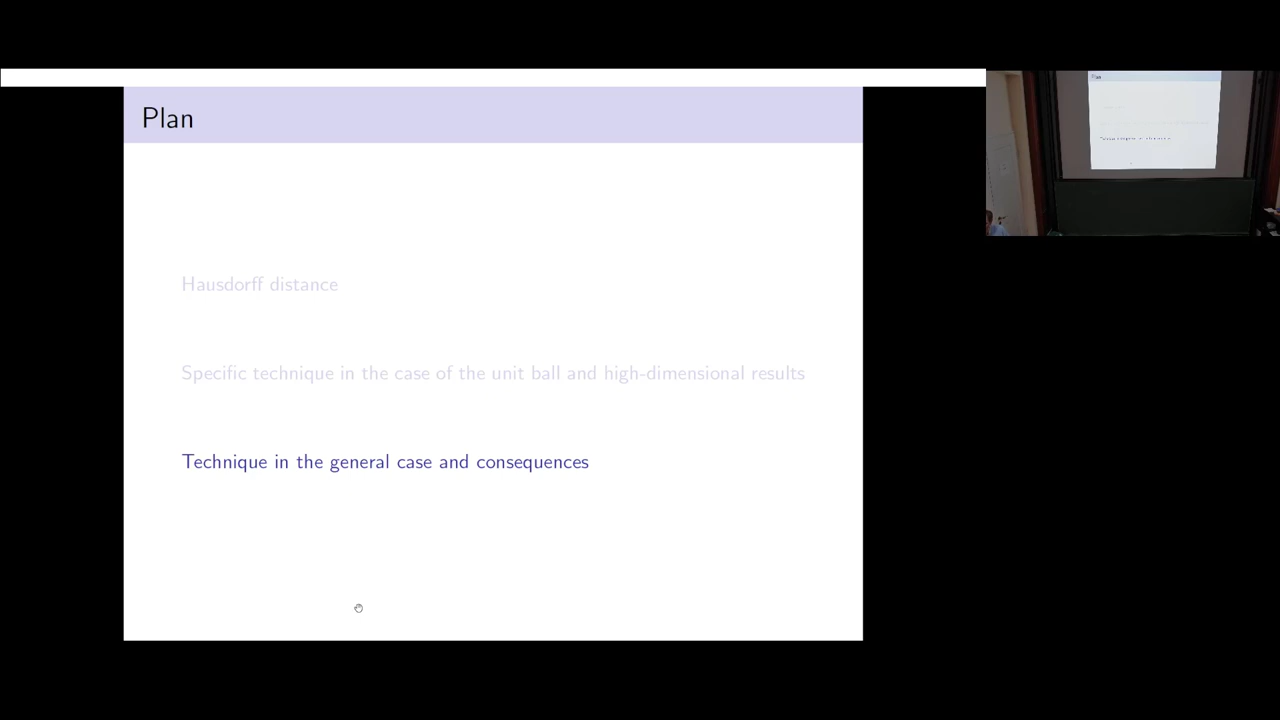 Plan
Hausdorff distance
Specific technique in the case of the unit ball and high-dimensional results
Technique in the general case and consequences
Plan